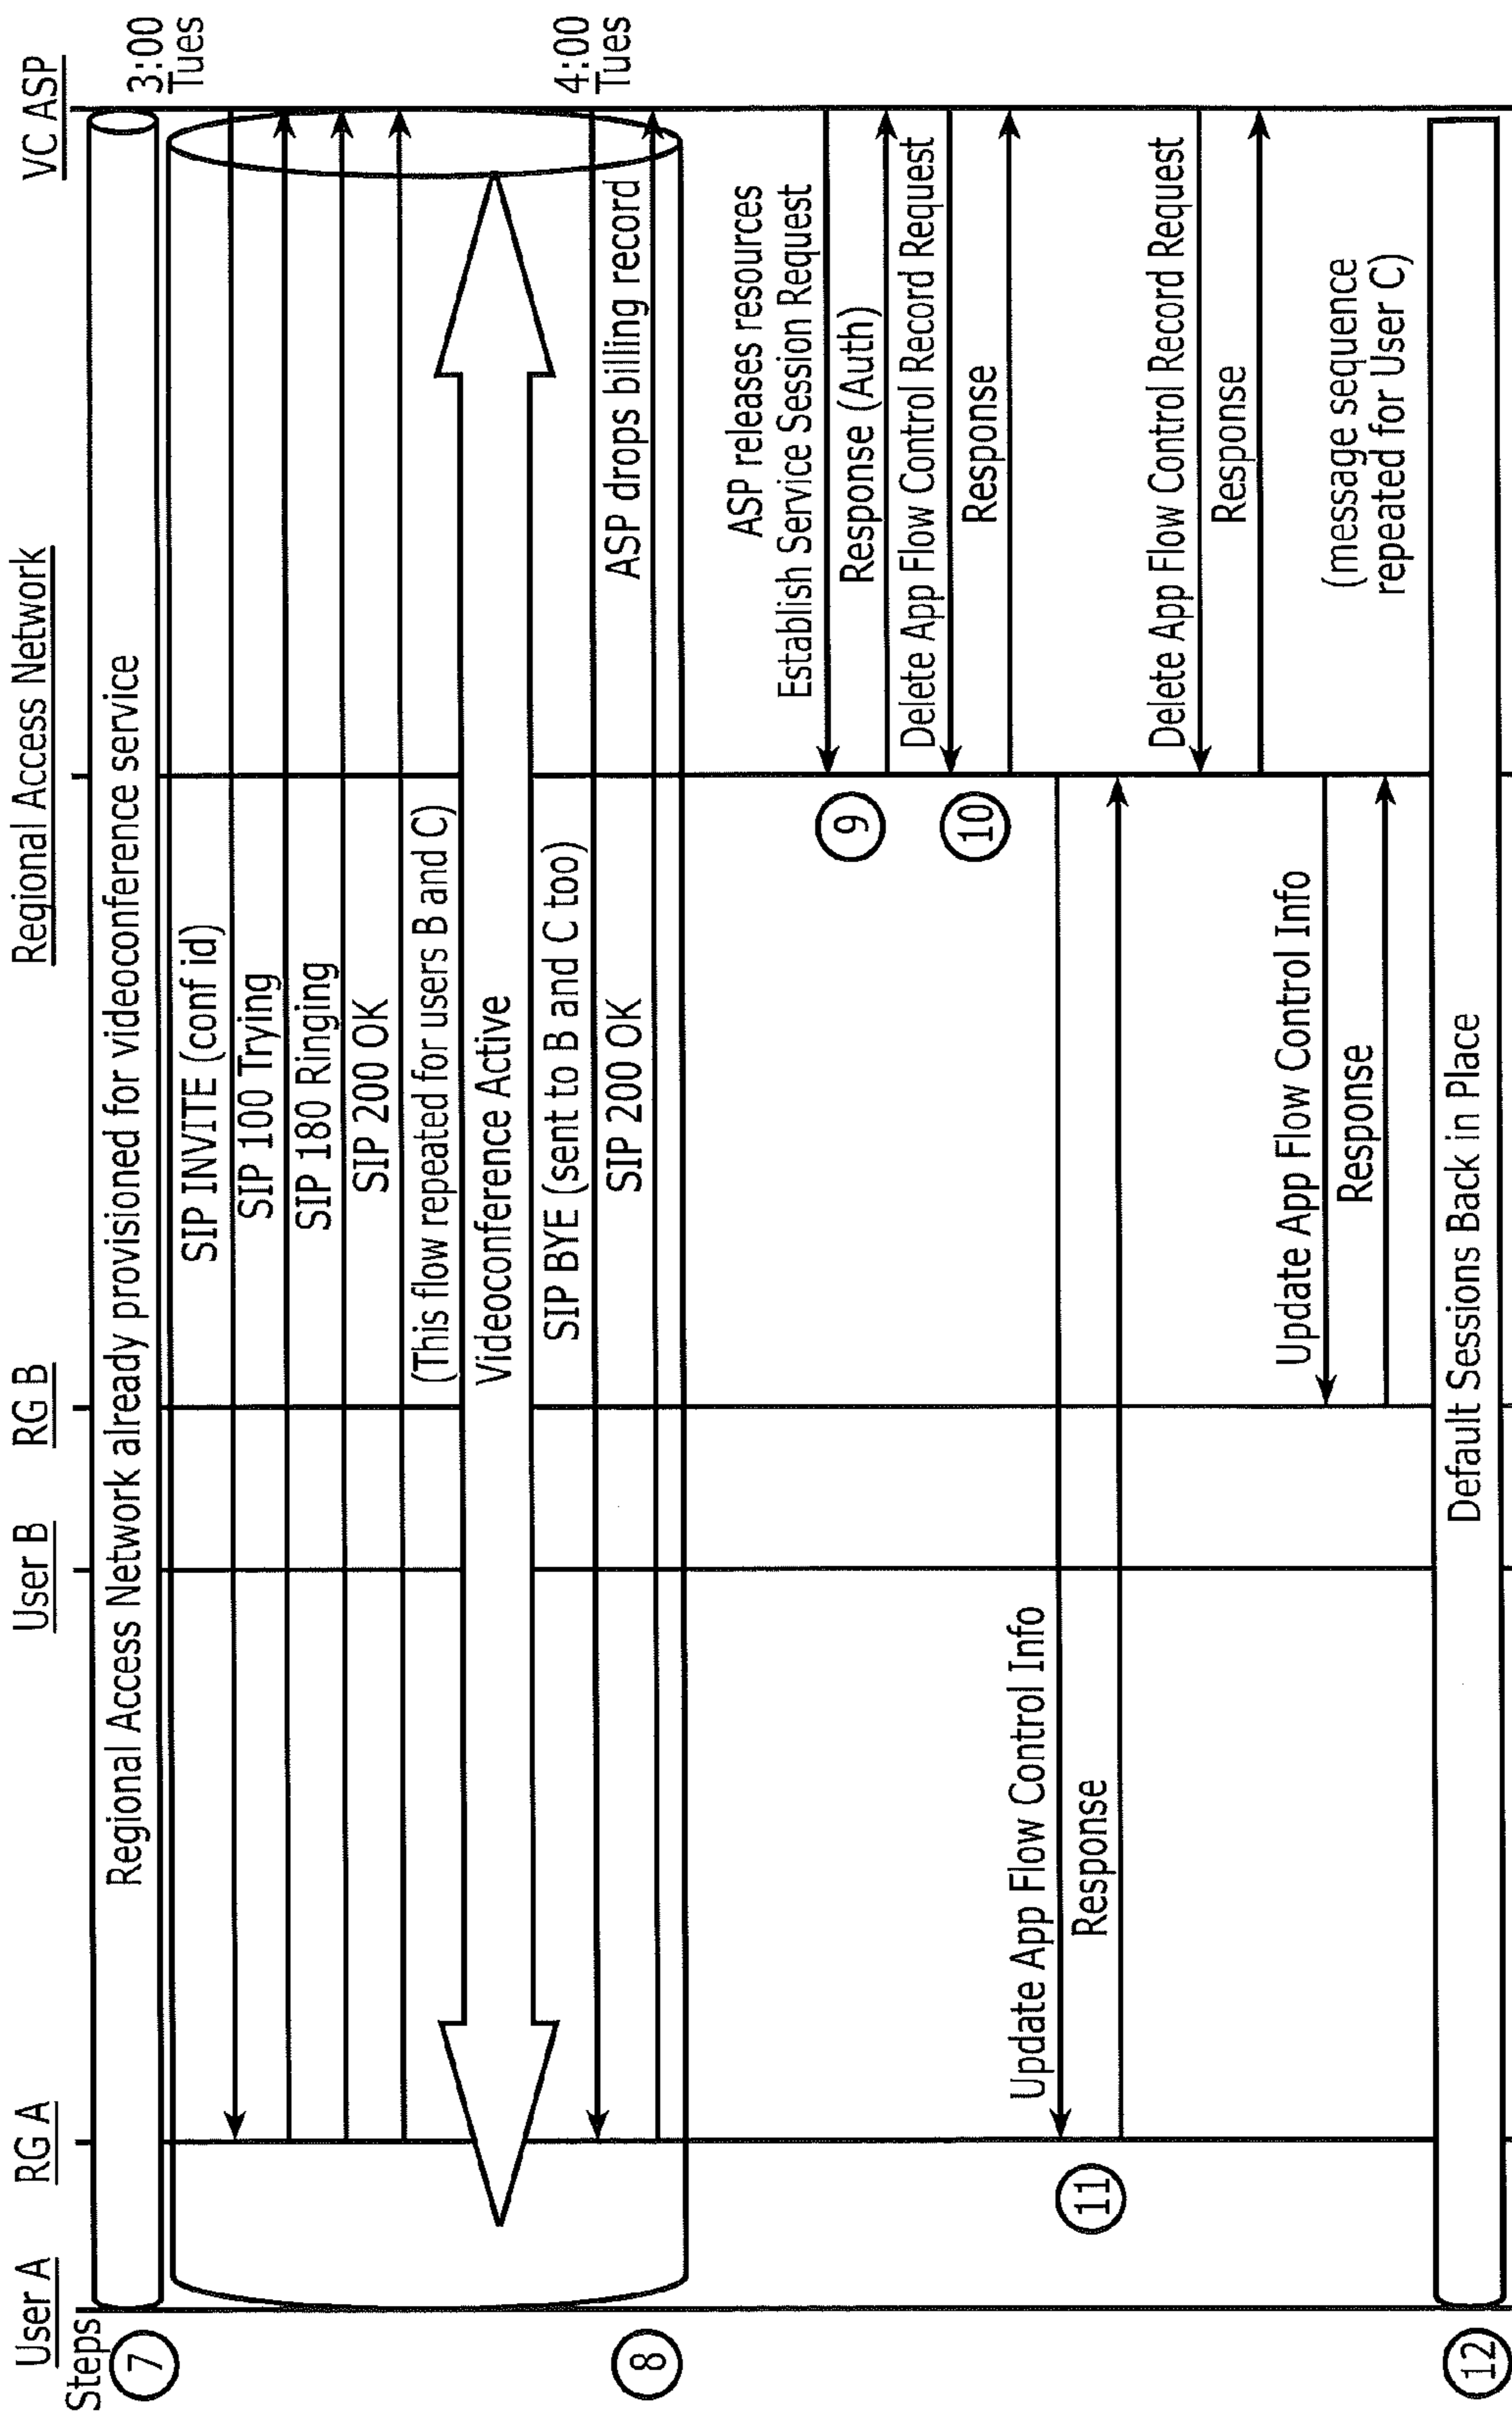 User A
RG A
User B
RG B
Regional Access Network
VC ASP
Steps
7
Regional Access Network already provisioned for videoconference service
3:00
Tues
SIP INVITE (conf id)
SIP 100 Trying
SIP 180 Ringing
SIP 200 OK
(This flow repeated for users B and C)
Videoconference Active
SIP BYE (sent to B and C too)
4:00
Tues
8
SIP 200 OK
ASP drops billing record
ASP releases resources
Establish Service Session Request
9
Response (Auth)
Delete App Flow Control Record Request
10
Response
Update App Flow Control Info
11
Response
Delete App Flow Control Record Request
Response
Update App Flow Control Info
Response
(message sequence
repeated for User C)
12
Default Sessions Back in Place